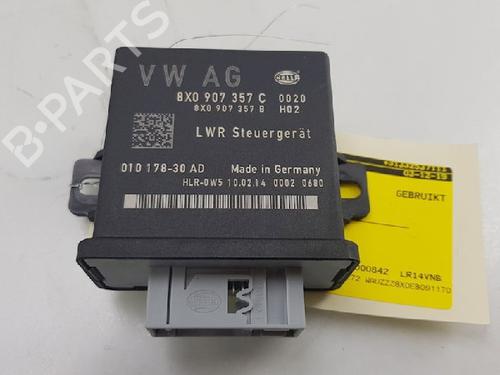 VW AG
HELLA
8X0 907 357 C 0020
8X0 907 357 B H02
LWR Steuergerät
010 178-30 AD Made in Germany
HLR-DW5 10.02.14 0002 0680
GEBRUIKT
LR14VNB
B-PARTS